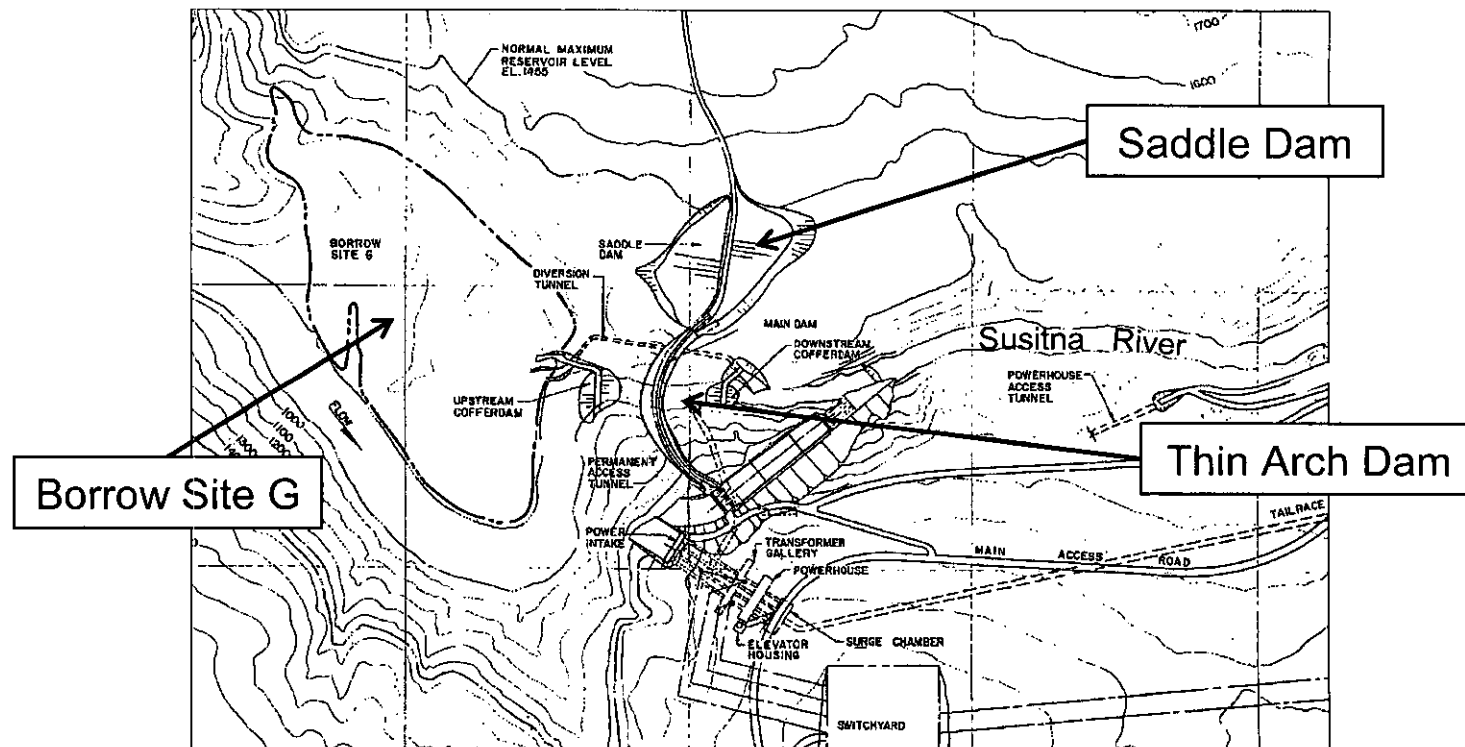 1700
1600
NORMAL MAXIMUM
RESERVOIR LEVEL
EL. 1455
Saddle Dam
BORROW
SITE G
SADDLE
DAM
DIVERSION
TUNNEL
MAIN DAM
DOWNSTREAM
COFFERDAM
Susitna River
POWERHOUSE
ACCESS
TUNNEL
UPSTREAM
COFFERDAM
FLOW
1000
1100
1200
1300
Borrow Site G
PERMANENT
ACCESS
TUNNEL
Thin Arch Dam
POWER
INTAKE
TRANSFORMER
GALLERY
POWERHOUSE
MAIN ACCESS ROAD
TAILRACE
ELEVATOR
HOUSING
SURGE CHAMBER
SWITCHYARD